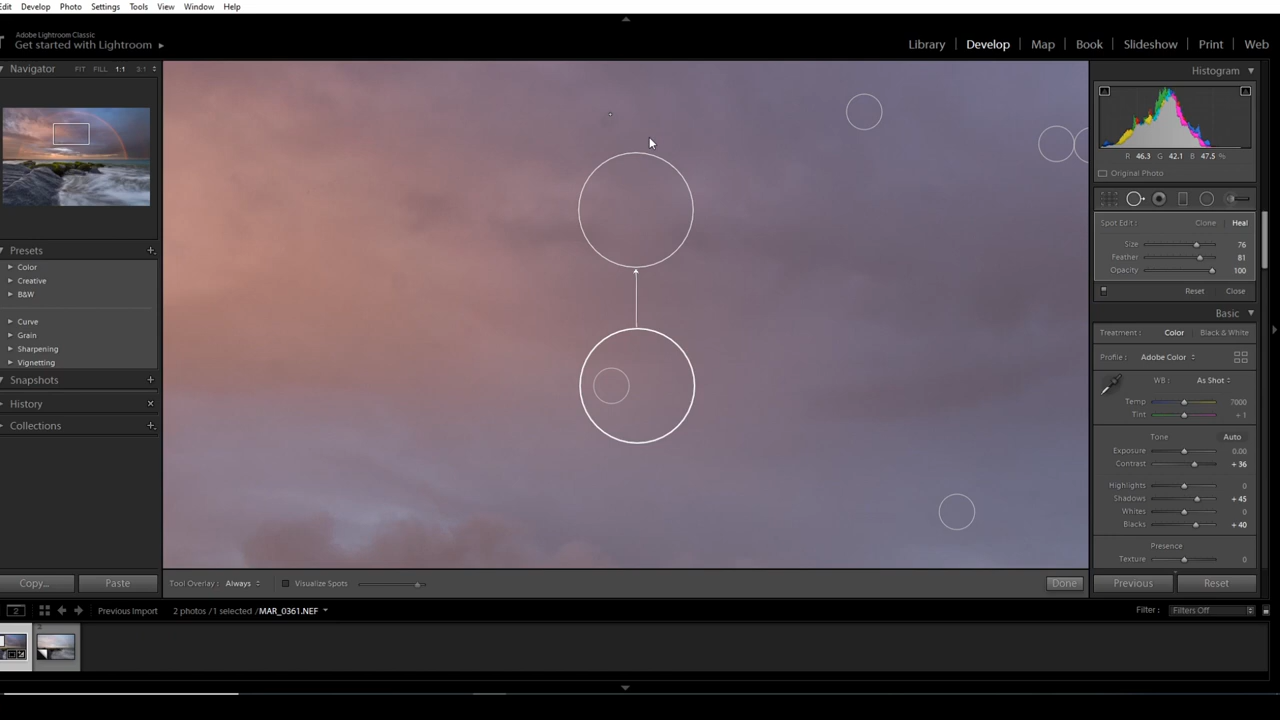 Edit Develop Photo Settings Tools View Window Help
Adobe Lightroom Classic
Get started with Lightroom
Library Develop Map Book Slideshow Print Web
Navigator FIT FILL 1:1 3:1
Histogram
R 46.3 G 42.1 B 47.5 %
Original Photo
Spot Edit : Clone Heal
Size 76
Feather 81
Opacity 100
Reset Close
Basic
Treatment : Color Black & White
Profile : Adobe Color
WB : As Shot
Temp 7000
Tint + 1
Tone Auto
Exposure 0.00
Contrast + 36
Highlights 0
Shadows + 45
Whites 0
Blacks + 40
Presence
Texture 0
Previous Reset
Presets
Color
Creative
B&W
Curve
Grain
Sharpening
Vignetting
Snapshots
History
Collections
Copy... Paste
Tool Overlay : Always Visualize Spots Done
2 Previous Import 2 photos / 1 selected / MAR_0361.NEF Filter : Filters Off
2